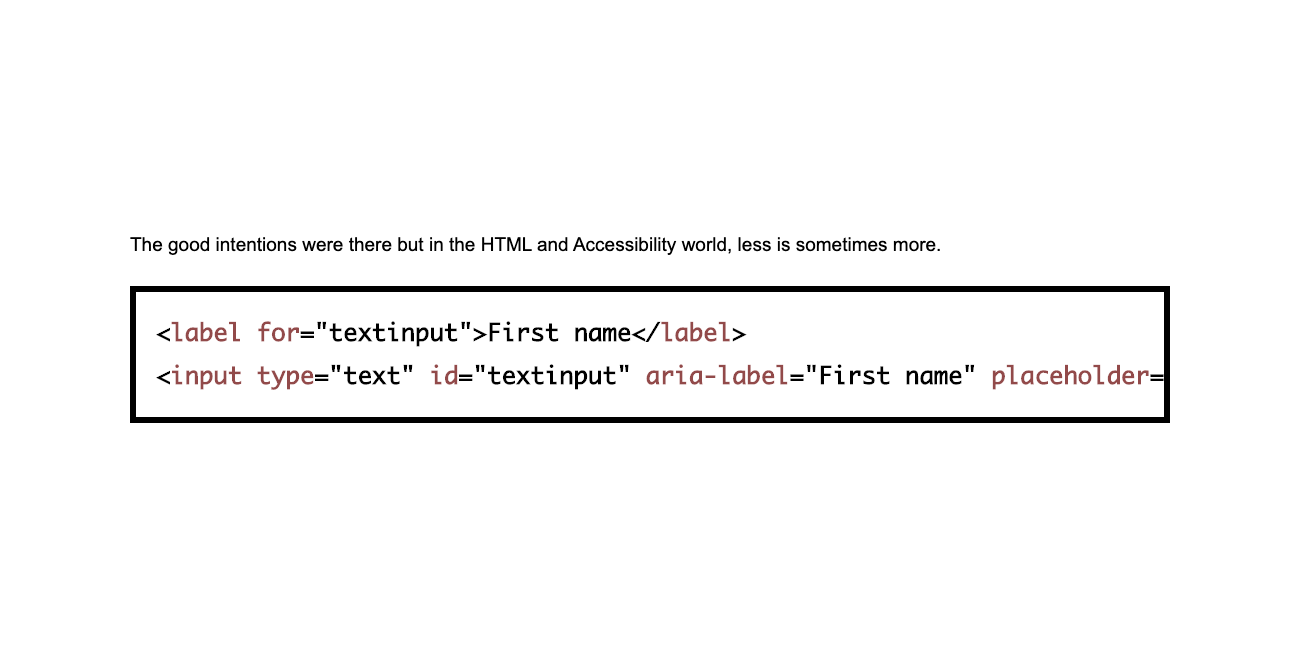 The good intentions were there but in the HTML and Accessibility world, less is sometimes more.
<label for="textinput">First name</label>
<input type="text" id="textinput" aria-label="First name" placeholder=